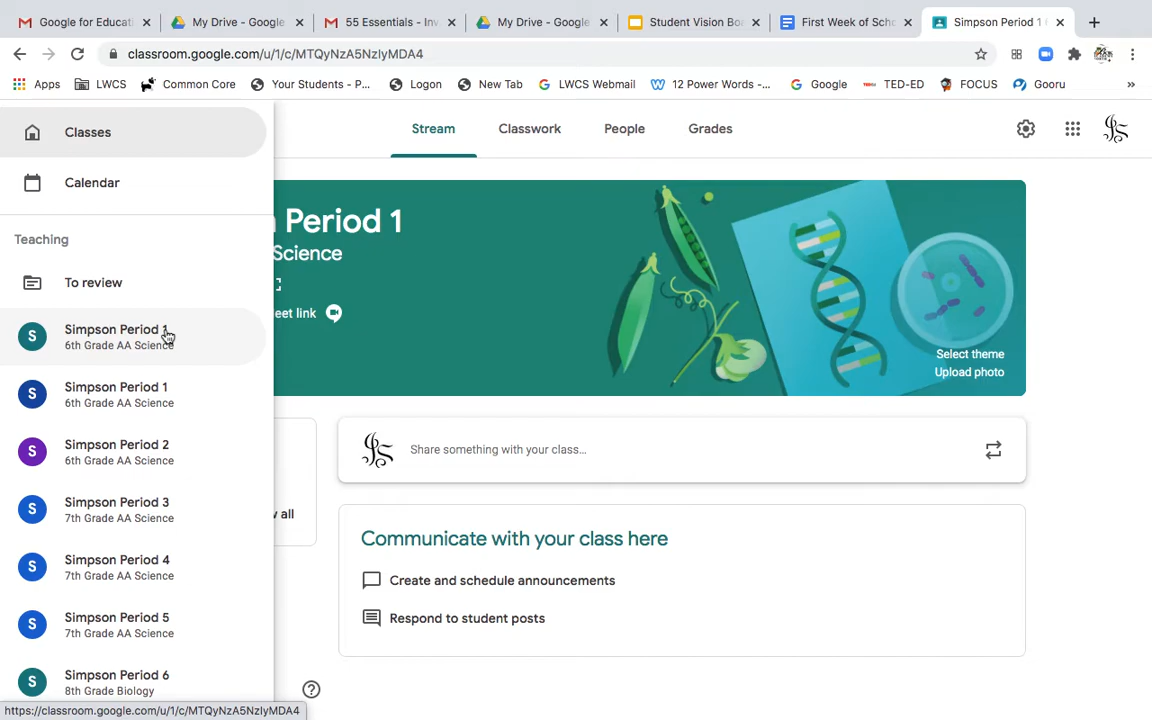 Google for Educati
My Drive - Google
55 Essentials - Inv
My Drive - Google
Student Vision Boa
First Week of Scho
Simpson Period 1
classroom.google.com/u/1/c/MTQyNzA5NzIyMDA4
Apps
LWCS
Common Core
Your Students - P...
Logon
New Tab
LWCS Webmail
12 Power Words -...
Google
TED-ED
FOCUS
Gooru
»
Classes
Stream
Classwork
People
Grades
Calendar
Teaching
To review
Simpson Period 1
6th Grade AA Science
Simpson Period 1
6th Grade AA Science
Simpson Period 2
6th Grade AA Science
Simpson Period 3
7th Grade AA Science
Simpson Period 4
7th Grade AA Science
Simpson Period 5
7th Grade AA Science
Simpson Period 6
8th Grade Biology
Period 1
Science
eet link
Select theme
Upload photo
Share something with your class...
all
Communicate with your class here
Create and schedule announcements
Respond to student posts
https://classroom.google.com/u/1/c/MTQyNzA5NzIyMDA4